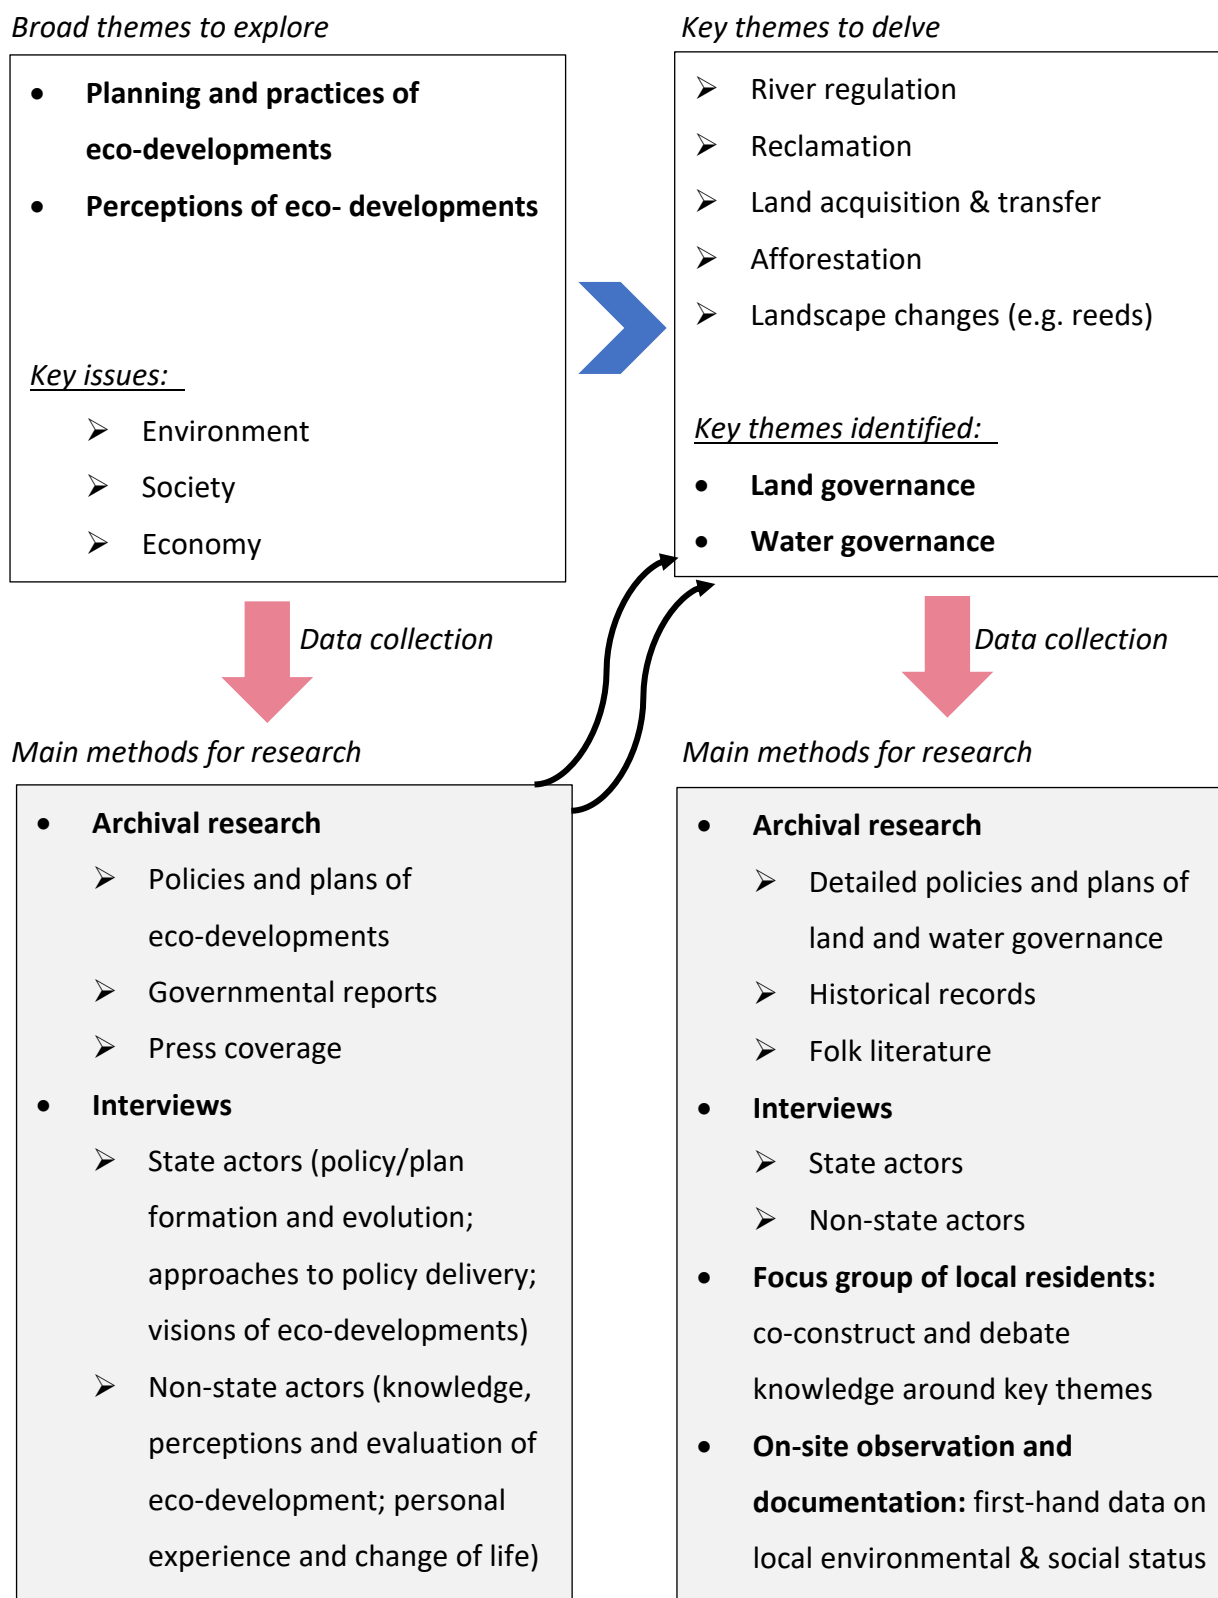 Broad themes to explore
• Planning and practices of
eco-developments
• Perceptions of eco- developments
Key issues:
➢ Environment
➢ Society
➢ Economy
Data collection
Main methods for research
• Archival research
➢ Policies and plans of
eco-developments
➢ Governmental reports
➢ Press coverage
• Interviews
➢ State actors (policy/plan
formation and evolution;
approaches to policy delivery;
visions of eco-developments)
➢ Non-state actors (knowledge,
perceptions and evaluation of
eco-development; personal
experience and change of life)
Key themes to delve
➢ River regulation
➢ Reclamation
➢ Land acquisition & transfer
➢ Afforestation
➢ Landscape changes (e.g. reeds)
Key themes identified:
• Land governance
• Water governance
Data collection
Main methods for research
• Archival research
➢ Detailed policies and plans of
land and water governance
➢ Historical records
➢ Folk literature
• Interviews
➢ State actors
➢ Non-state actors
• Focus group of local residents:
co-construct and debate
knowledge around key themes
• On-site observation and
documentation: first-hand data on
local environmental & social status